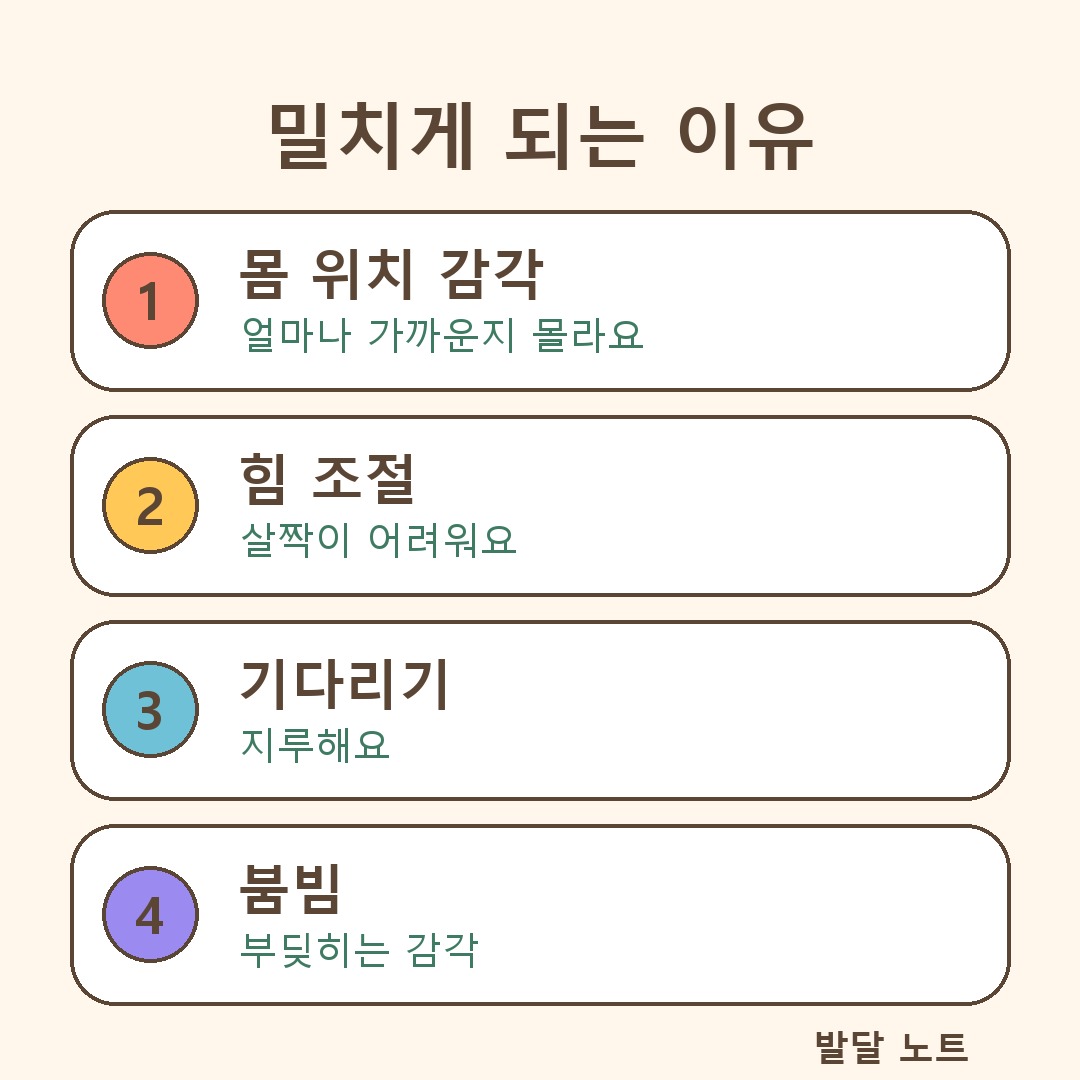 밀치게 되는 이유
1
몸 위치 감각
얼마나 가까운지 몰라요
2
힘 조절
살짝이 어려워요
3
기다리기
지루해요
4
붐빔
부딪히는 감각
발달 노트